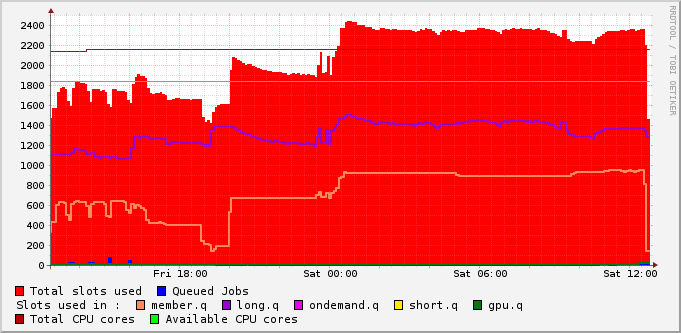 RRDTOOL / TOBI OETIKER
2400
2200
2000
1800
1600
1400
1200
1000
800
600
400
200
0
Fri 18:00 Sat 00:00 Sat 06:00 Sat 12:00
Total slots used Queued Jobs
Slots used in : member.q long.q ondemand.q short.q gpu.q
Total CPU cores Available CPU cores